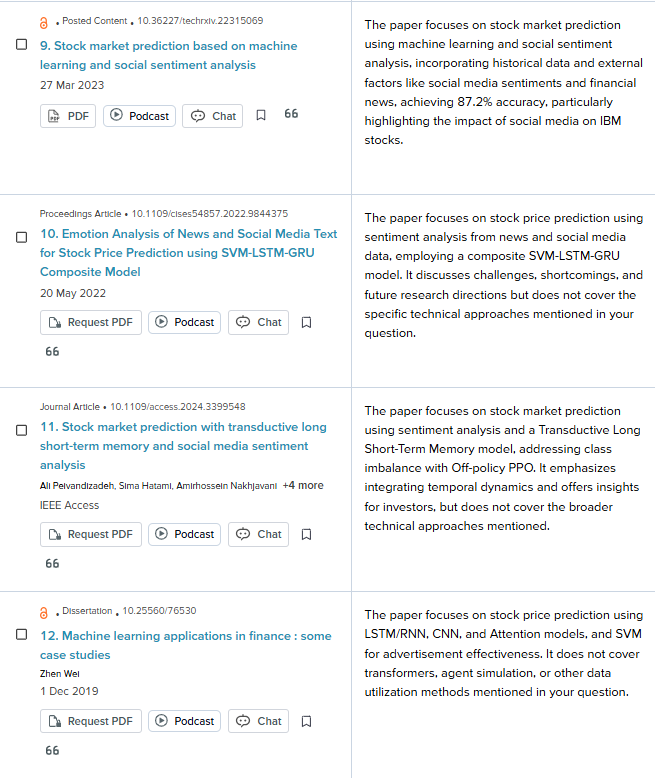 Posted Content • 10.36227/techrxiv.22315069
9. Stock market prediction based on machine
learning and social sentiment analysis
27 Mar 2023
PDF Podcast Chat 66
The paper focuses on stock market prediction
using machine learning and social sentiment
analysis, incorporating historical data and external
factors like social media sentiments and financial
news, achieving 87.2% accuracy, particularly
highlighting the impact of social media on IBM
stocks.
Proceedings Article • 10.1109/cises54857.2022.9844375
10. Emotion Analysis of News and Social Media Text
for Stock Price Prediction using SVM-LSTM-GRU
Composite Model
20 May 2022
Request PDF Podcast Chat
66
The paper focuses on stock price prediction using
sentiment analysis from news and social media
data, employing a composite SVM-LSTM-GRU
model. It discusses challenges, shortcomings, and
future research directions but does not cover the
specific technical approaches mentioned in your
question.
Journal Article • 10.1109/access.2024.3399548
11. Stock market prediction with transductive long
short-term memory and social media sentiment
analysis
Ali Peivandizadeh, Sima Hatami, Amirhossein Nakhjavani +4 more
IEEE Access
Request PDF Podcast Chat
66
The paper focuses on stock market prediction
using sentiment analysis and a Transductive Long
Short-Term Memory model, addressing class
imbalance with Off-policy PPO. It emphasizes
integrating temporal dynamics and offers insights
for investors, but does not cover the broader
technical approaches mentioned.
Dissertation • 10.25560/76530
12. Machine learning applications in finance : some
case studies
Zhen Wei
1 Dec 2019
Request PDF Podcast Chat
66
The paper focuses on stock price prediction using
LSTM/RNN, CNN, and Attention models, and SVM
for advertisement effectiveness. It does not cover
transformers, agent simulation, or other data
utilization methods mentioned in your question.